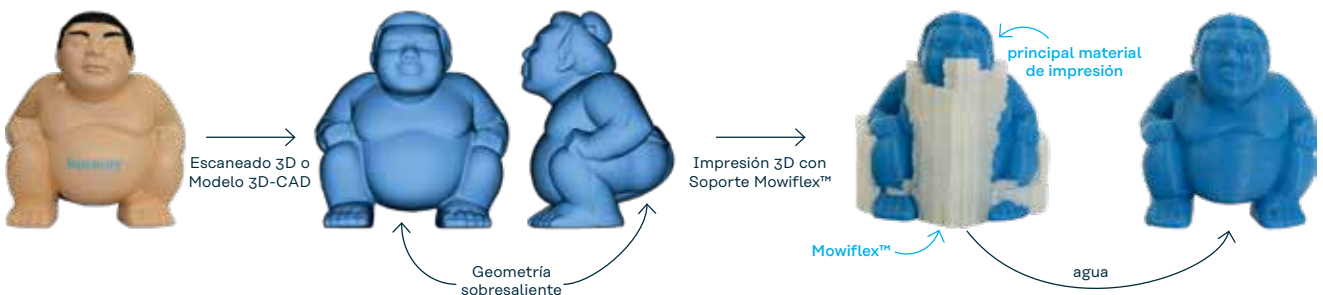 Escaneado 3D o
Modelo 3D-CAD
Geometría
sobresaliente
Impresión 3D con
Soporte Mowiflex™
principal material
de impresión
Mowiflex™
agua